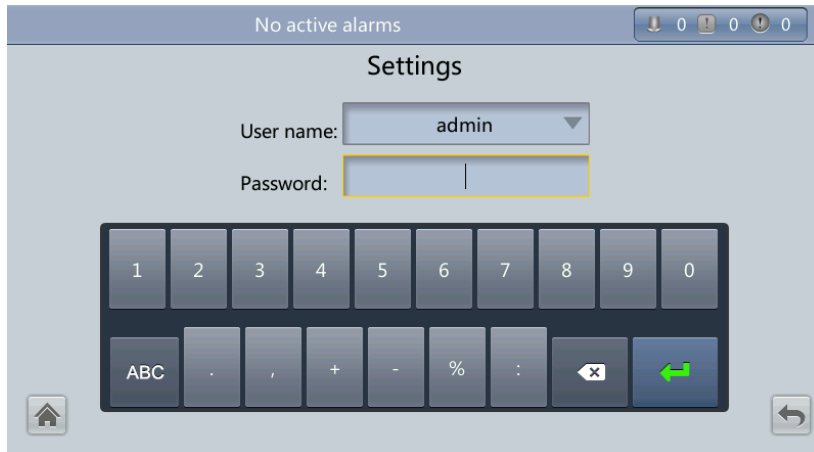 No active alarms 0 0 0
Settings
User name: admin
Password:
1 2 3 4 5 6 7 8 9 0
ABC . , + - % :